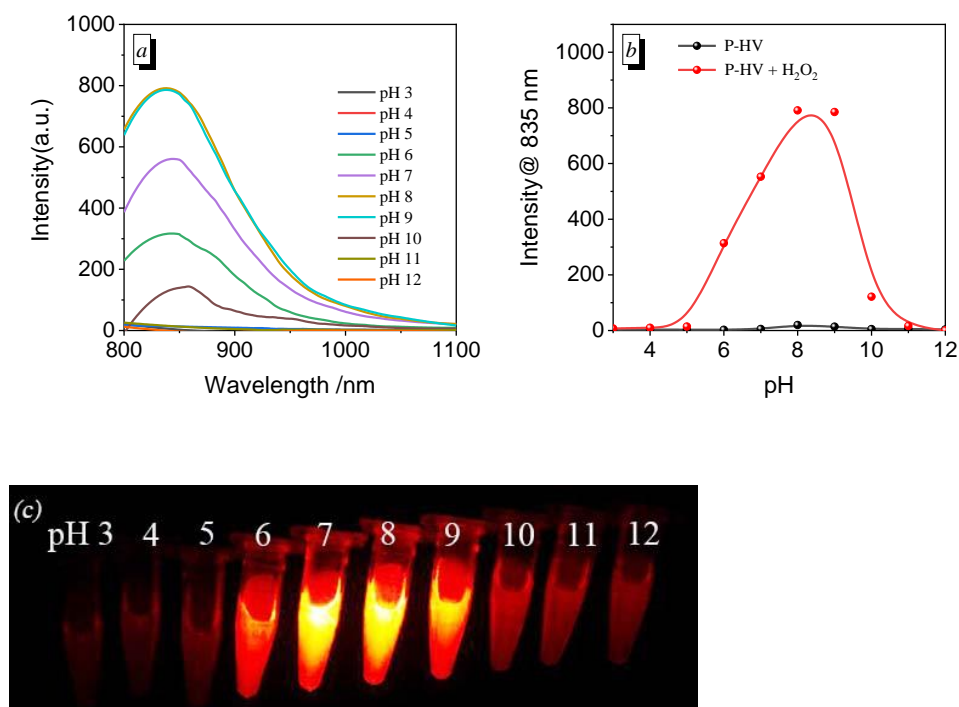 a
1000
800
600
400
200
0
Intensity(a.u.)
800 900 1000 1100
Wavelength /nm
pH 3
pH 4
pH 5
pH 6
pH 7
pH 8
pH 9
pH 10
pH 11
pH 12
b
1000
800
600
400
200
0
Intensity@ 835 nm
4 6 8 10 12
pH
P-HV
P-HV + H₂O₂
(c)
pH 3 4 5 6 7 8 9 10 11 12